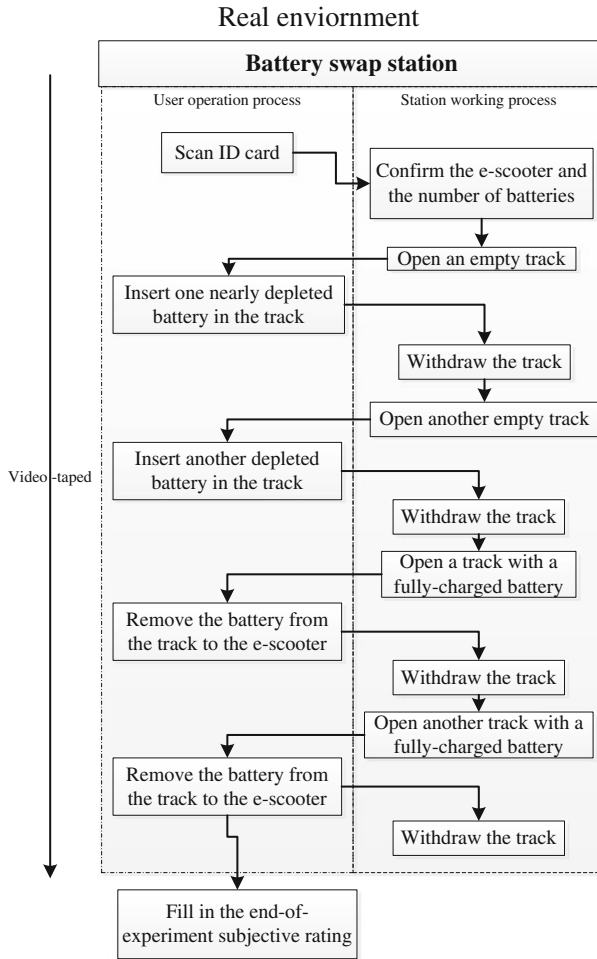 Real enviornment
Battery swap station
User operation process
Station working process
Scan ID card
Confirm the e-scooter and
the number of batteries
Open an empty track
Insert one nearly depleted
battery in the track
Withdraw the track
Open another empty track
Insert another depleted
battery in the track
Video -taped
Withdraw the track
Open a track with a
fully-charged battery
Remove the battery from
the track to the e-scooter
Withdraw the track
Open another track with a
fully-charged battery
Remove the battery from
the track to the e-scooter
Withdraw the track
Fill in the end-of-
experiment subjective rating